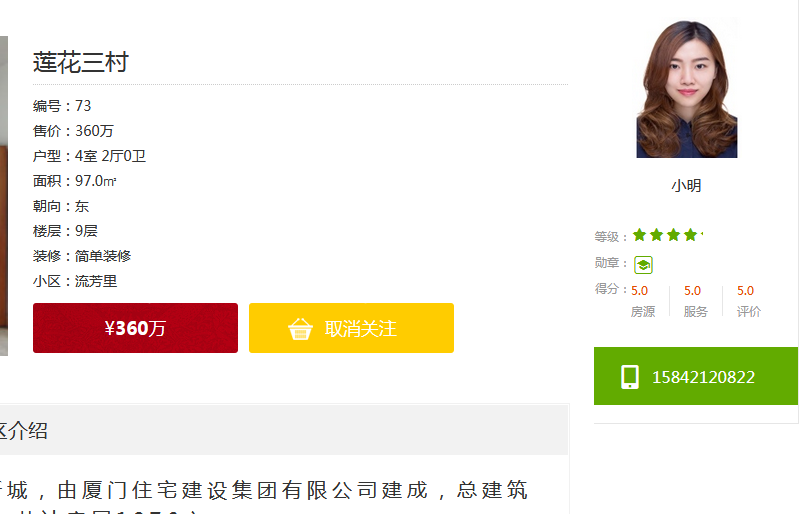 莲花三村
编号：73
售价：360万
户型：4室 2厅0卫
面积：97.0㎡
朝向：东
楼层：9层
装修：简单装修
小区：流芳里
¥360万
取消关注
小明
等级：
勋章：
得分：5.0 5.0 5.0
房源 服务 评价
15842120822
区介绍
城，由厦门住宅建设集团有限公司建成，总建筑